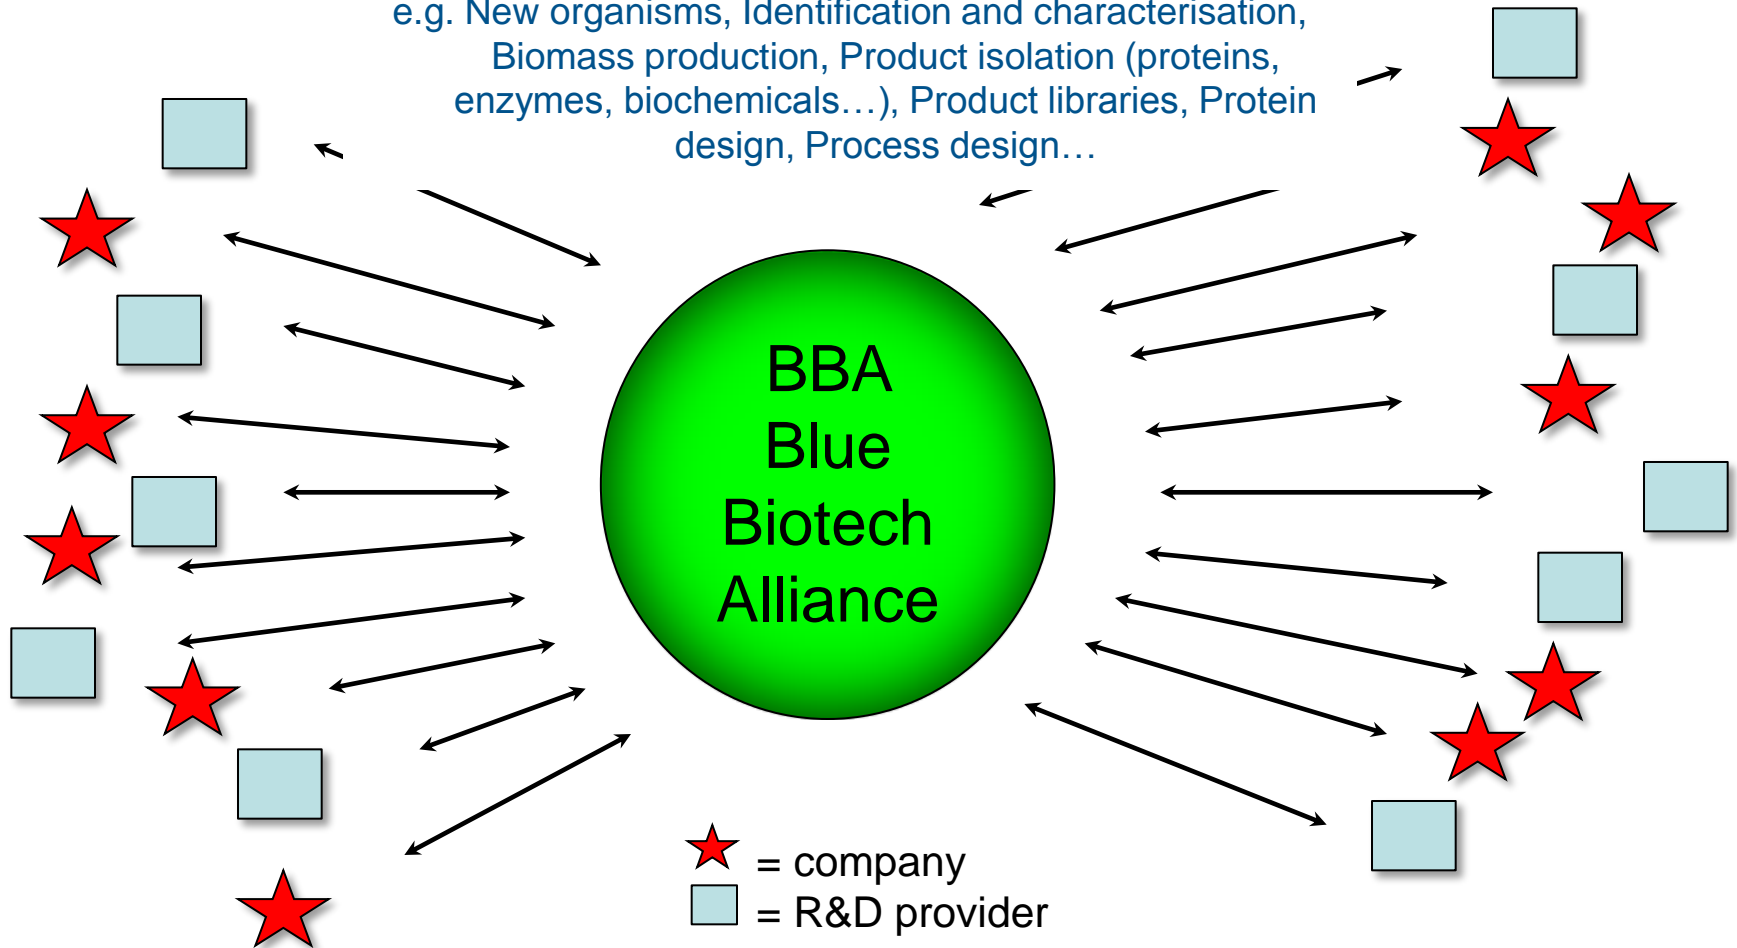 e.g. New organisms, Identification and characterisation,
Biomass production, Product isolation (proteins,
enzymes, biochemicals…), Product libraries, Protein
design, Process design…
BBA
Blue
Biotech
Alliance
= company
= R&D provider